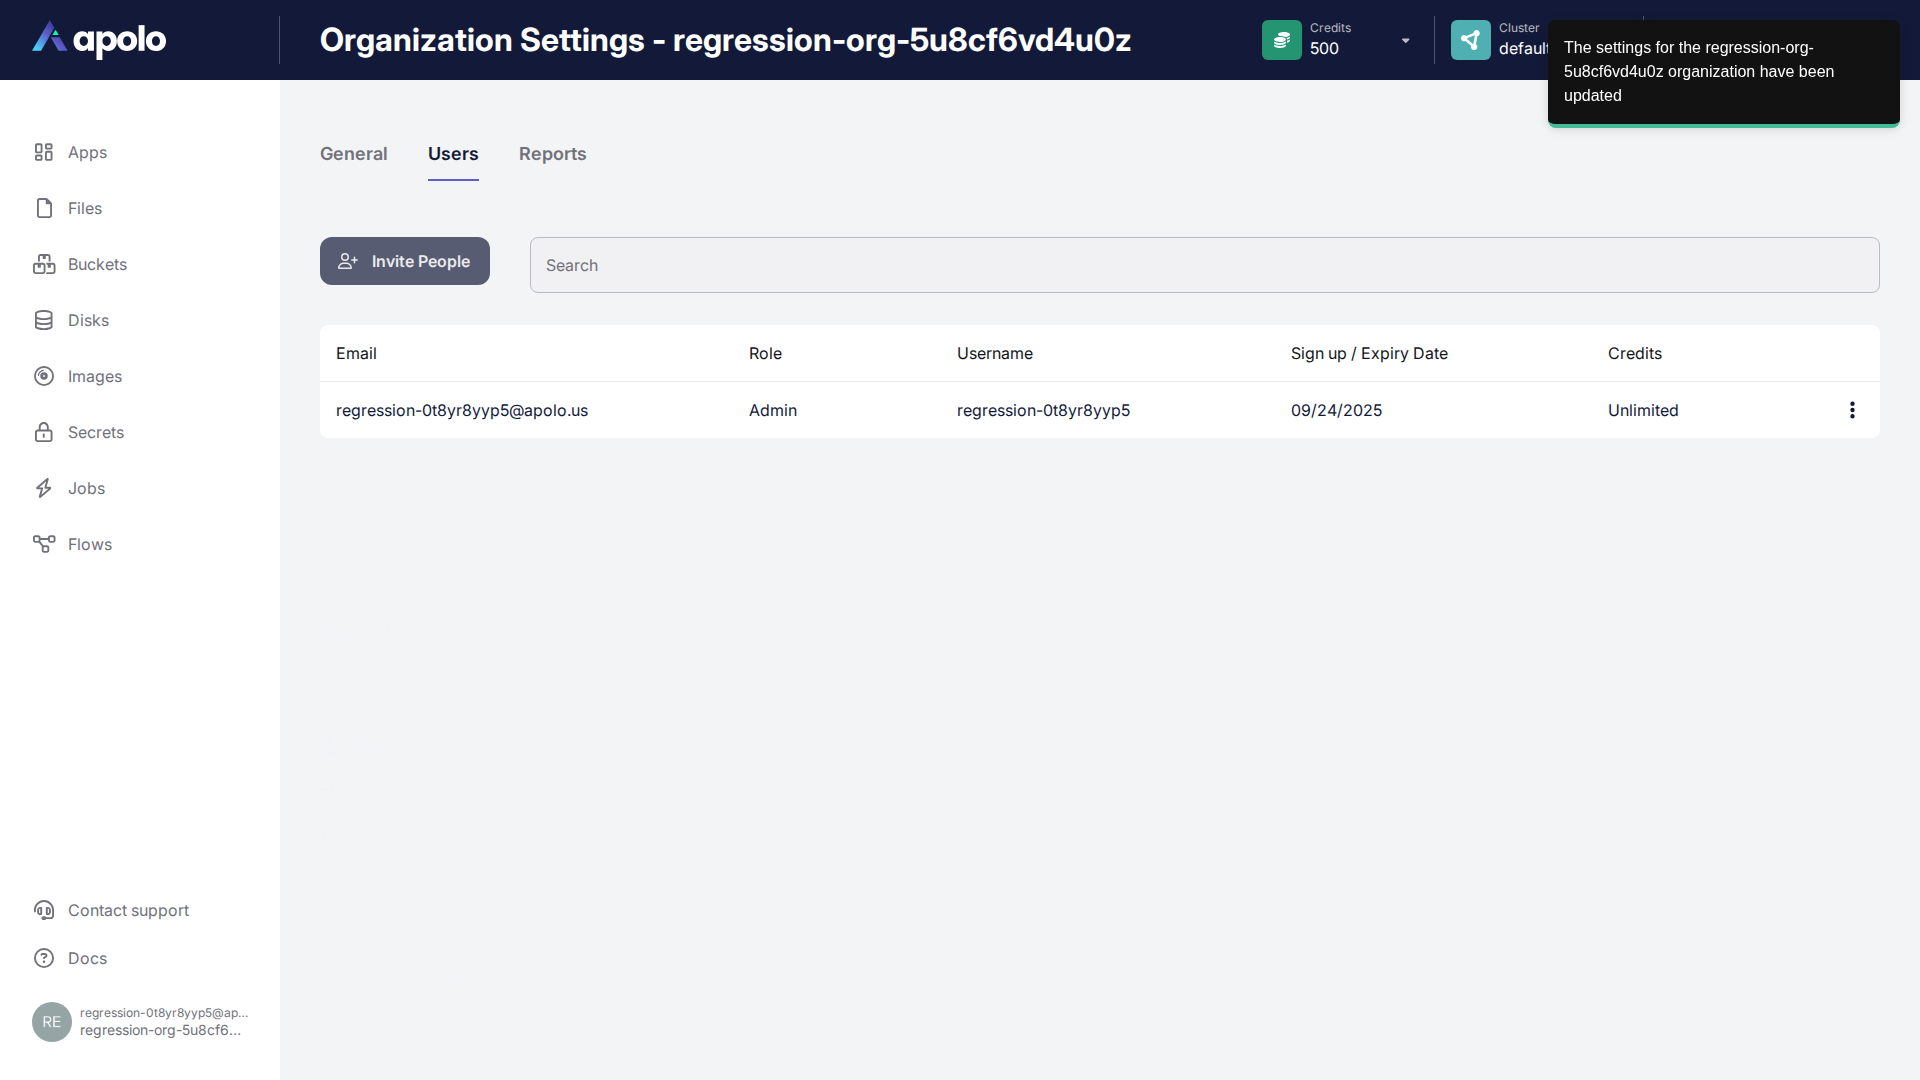 apolo
Organization Settings - regression-org-5u8cf6vd4u0z
Credits
500
Cluster
default
The settings for the regression-org-
5u8cf6vd4u0z organization have been
updated
Apps
Files
Buckets
Disks
Images
Secrets
Jobs
Flows
General Users Reports
Invite People
Search
Email Role Username Sign up / Expiry Date Credits
regression-0t8yr8yyp5@apolo.us Admin regression-0t8yr8yyp5 09/24/2025 Unlimited
Contact support
Docs
RE
regression-0t8yr8yyp5@ap...
regression-org-5u8cf6...